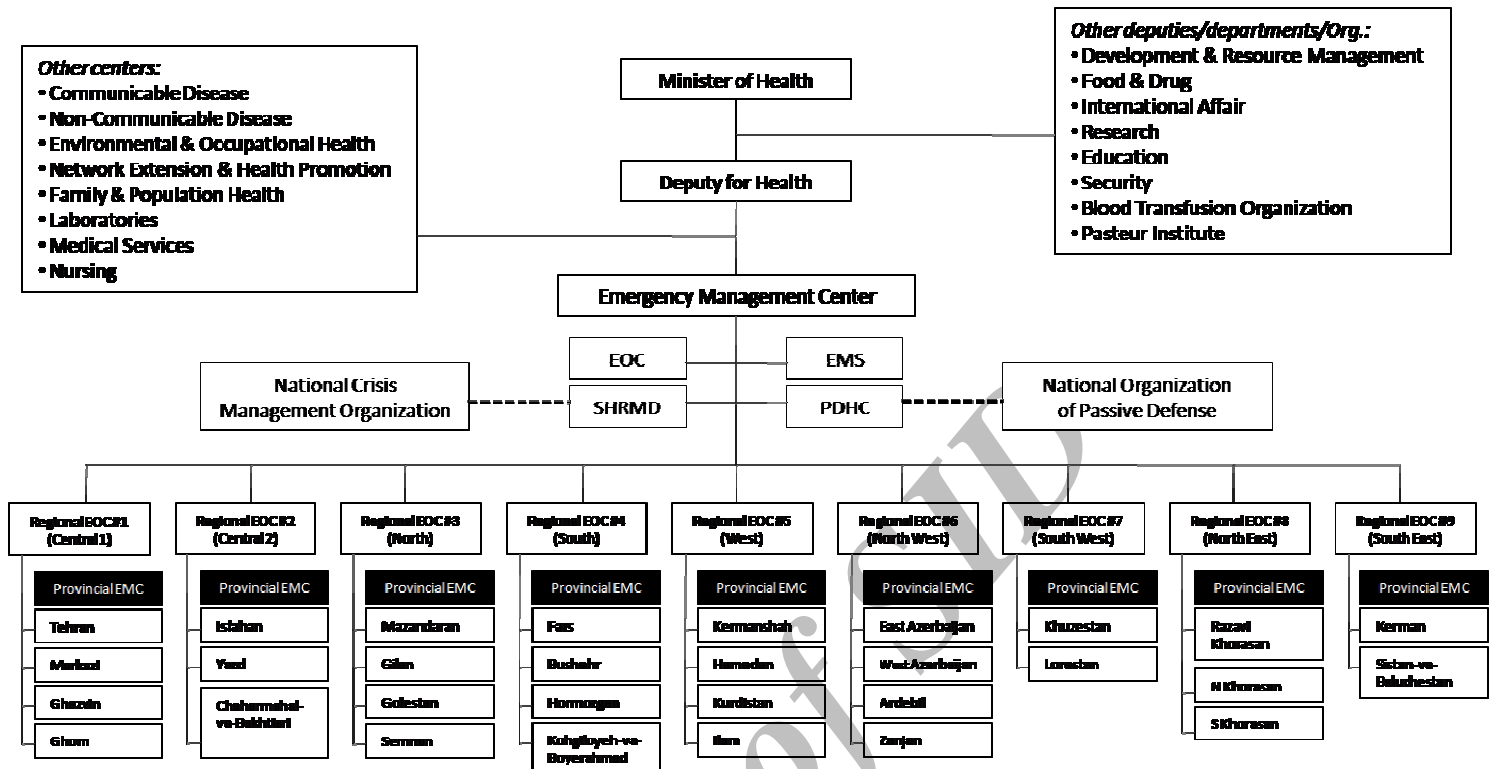 Other centers:
• Communicable Disease
• Non-Communicable Disease
• Environmental & Occupational Health
• Network Extension & Health Promotion
• Family & Population Health
• Laboratories
• Medical Services
• Nursing
Minister of Health
Deputy for Health
Other deputies/departments/Org.:
• Development & Resource Management
• Food & Drug
• International Affair
• Research
• Education
• Security
• Blood Transfusion Organization
• Pasteur Institute
Emergency Management Center
EOC
EMS
SHRMD
PDHC
National Crisis
Management Organization
National Organization
of Passive Defense
Regional EOC#1
(Central 1)
Provincial EMC
Tehran
Markazi
Ghazvin
Ghom
Regional EOC#2
(Central 2)
Provincial EMC
Isfahan
Yazd
Chaharmahal-
va-Bakhtiari
Regional EOC#3
(North)
Provincial EMC
Mazandaran
Gilan
Golestan
Semnan
Regional EOC#4
(South)
Provincial EMC
Fars
Bushehr
Hormozgan
Kohgiloyeh-va-
Boyerahmad
Regional EOC#5
(West)
Provincial EMC
Kermanshah
Hamedan
Kurdistan
Ilam
Regional EOC#6
(North West)
Provincial EMC
East Azerbaijan
West Azarbaijan
Ardebil
Zanjan
Regional EOC#7
(South West)
Provincial EMC
Khuzestan
Lorestan
Regional EOC#8
(North East)
Provincial EMC
Razavi
Khorasan
N Khorasan
S Khorasan
Regional EOC#9
(South East)
Provincial EMC
Kerman
Sistan-va-
Baluchestan
of SID